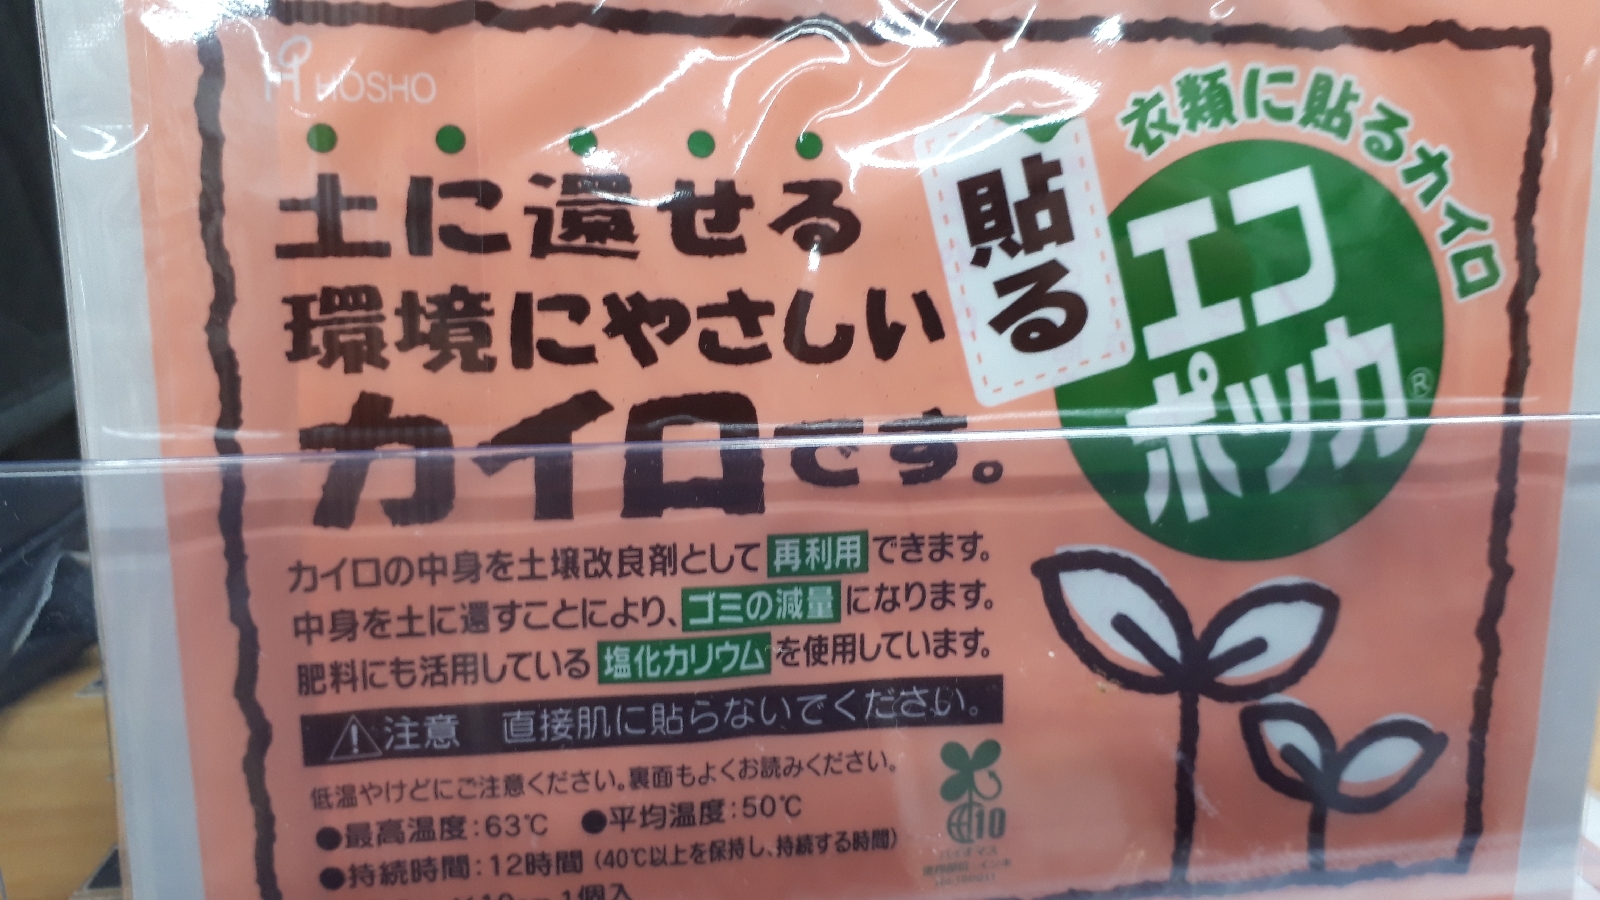 HOSHO
土に還せる
環境にやさしい
カイロです。
衣類に貼るカイロ
貼る
エコ
ポッカ®
カイロの中身を土壌改良剤として再利用できます。
中身を土に還すことにより、ゴミの減量になります。
肥料にも活用している塩化カリウムを使用しています。
注意 直接肌に貼らないでください。
低温やけどにご注意ください。裏面もよくお読みください。
●最高温度:63℃ ●平均温度:50℃
●持続時間:12時間(40℃以上を保持し、持続する時間)
1個入
10
バイオマス